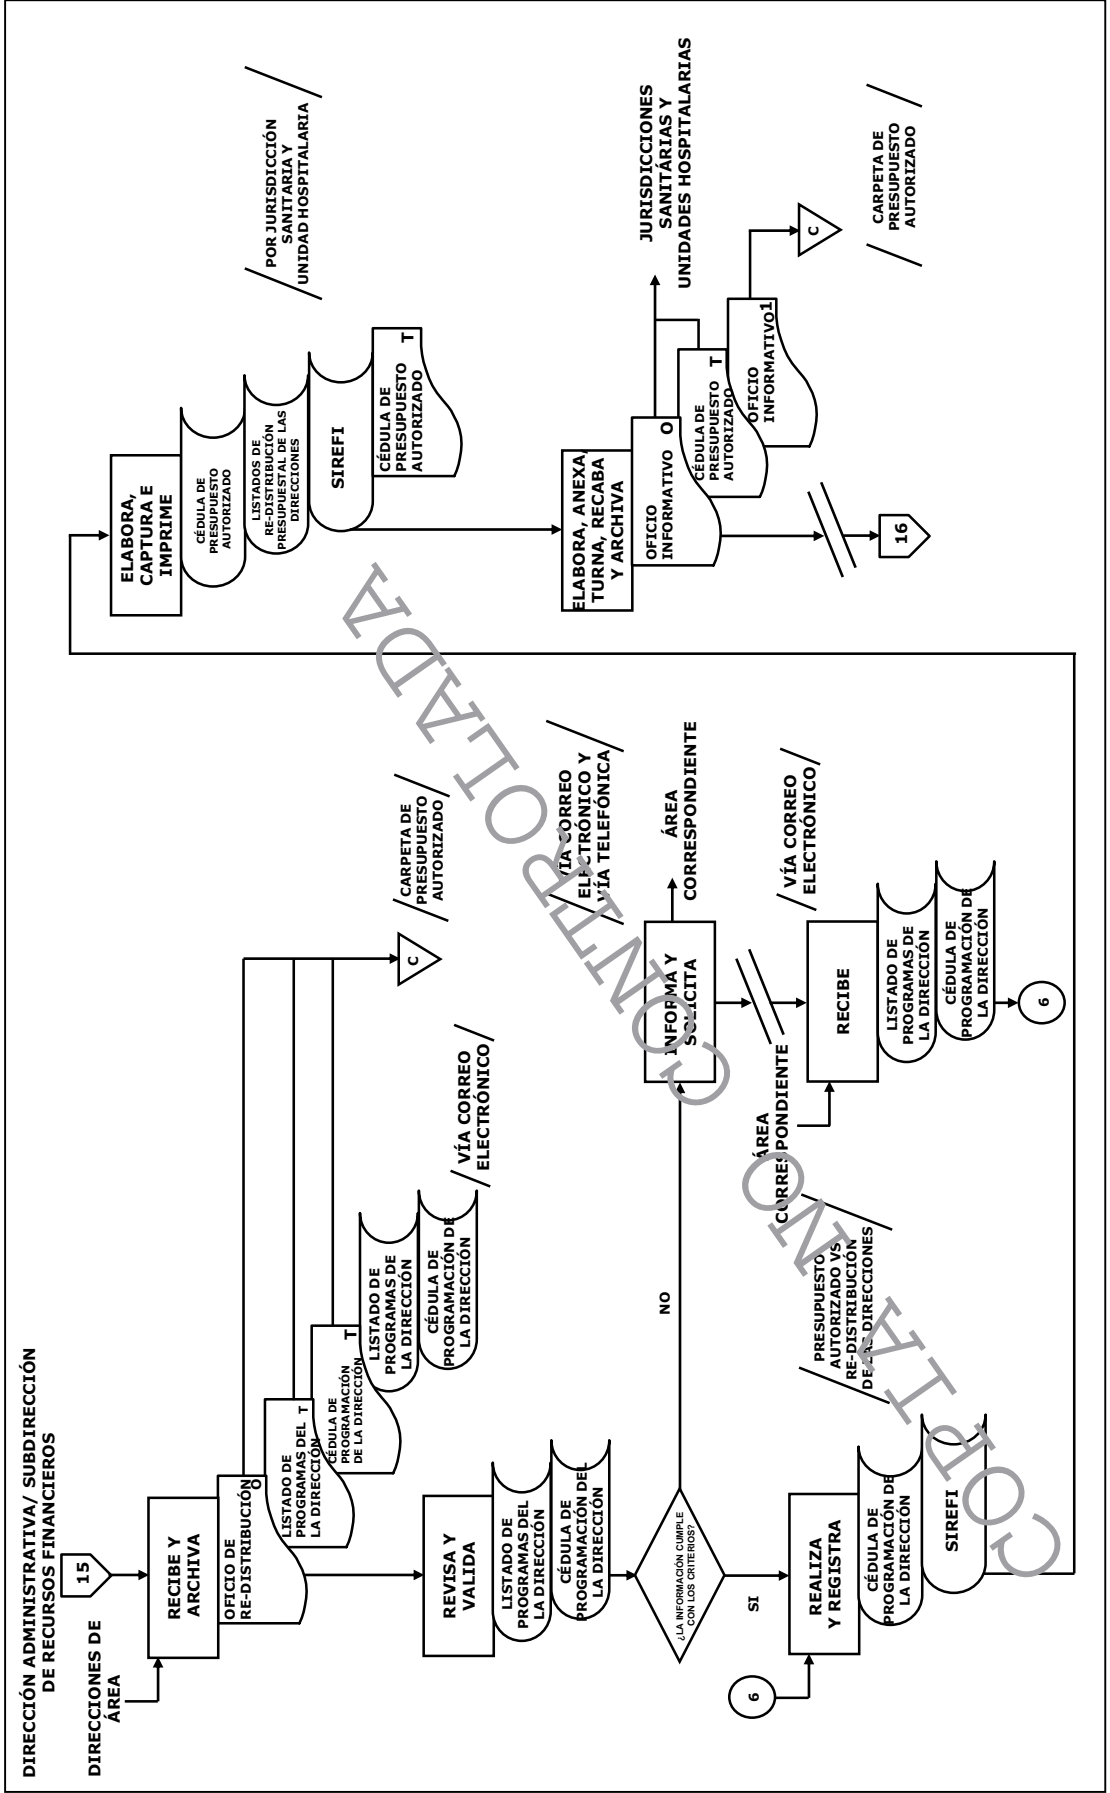 DIRECCIÓN ADMINISTRATIVA/ SUBDIRECCIÓN
DE RECURSOS FINANCIEROS
15
DIRECCIONES DE
ÁREA
RECIBE Y
ARCHIVA
OFICIO DE
RE-DISTRIBUCIÓN
O
LISTADO DE
PROGRAMAS DEL
LA DIRECCIÓN
T
CÉDULA DE
PROGRAMACIÓN
DE LA DIRECCIÓN
T
LISTADO DE
PROGRAMAS DE
LA DIRECCIÓN
CÉDULA DE
PROGRAMACIÓN DE
LA DIRECCIÓN
VÍA CORREO
ELECTRÓNICO
C
CARPETA DE
PRESUPUESTO
AUTORIZADO
REVISA Y
VALIDA
LISTADO DE
PROGRAMAS DEL
LA DIRECCIÓN
CÉDULA DE
PROGRAMACIÓN DEL
LA DIRECCIÓN
¿LA INFORMACIÓN CUMPLE
CON LOS CRITERIOS?
NO
INFORMA Y
SOLICITA
VÍA CORREO
ELECTRÓNICO Y
VÍA TELEFÓNICA
ÁREA
CORRESPONDIENTE
ÁREA
CORRESPONDIENTE
RECIBE
VÍA CORREO
ELECTRÓNICO
LISTADO DE
PROGRAMAS DE
LA DIRECCIÓN
CÉDULA DE
PROGRAMACIÓN DE
LA DIRECCIÓN
6
SI
6
REALIZA
Y REGISTRA
CÉDULA DE
PROGRAMACIÓN DE
LA DIRECCIÓN
SIREFI
PRESUPUESTO
AUTORIZADO VS
RE-DISTRIBUCIÓN
DE LAS DIRECCIONES
ELABORA,
CAPTURA E
IMPRIME
CÉDULA DE
PRESUPUESTO
AUTORIZADO
LISTADOS DE
RE-DISTRIBUCIÓN
PRESUPUESTAL DE LAS
DIRECCIONES
SIREFI
CÉDULA DE
PRESUPUESTO
AUTORIZADO
T
POR JURISDICCIÓN
SANITARIA Y
UNIDAD HOSPITALARIA
ELABORA, ANEXA,
TURNA, RECABA
Y ARCHIVA
OFICIO
INFORMATIVO
O
CÉDULA DE
PRESUPUESTO
AUTORIZADO
T
OFICIO
INFORMATIVO
1
JURISDICCIONES
SANITÁRIAS Y
UNIDADES HOSPITALARIAS
C
CARPETA DE
PRESUPUESTO
AUTORIZADO
16
COPIA NO CONTROLADA